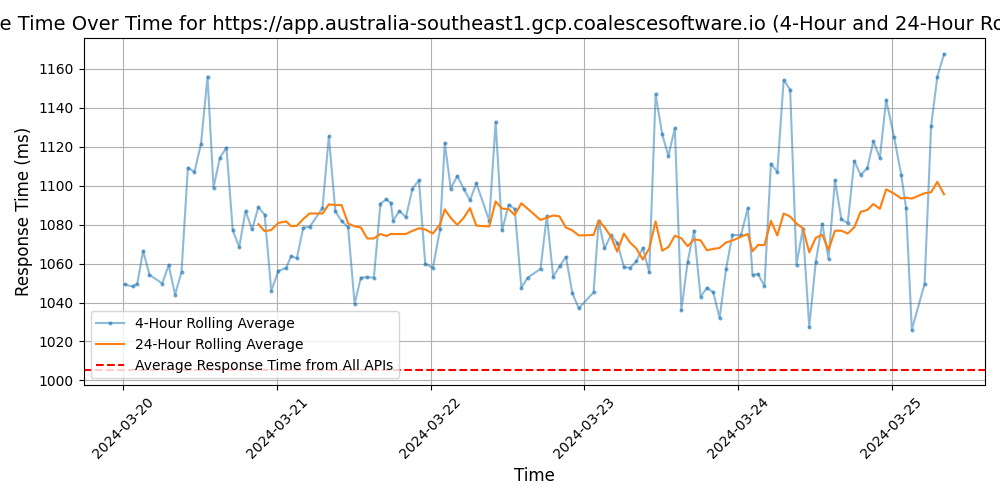 e Time Over Time for https://app.australia-southeast1.gcp.coalescesoftware.io (4-Hour and 24-Hour Ro
Response Time (ms)
1160
1140
1120
1100
1080
1060
1040
1020
1000
4-Hour Rolling Average
24-Hour Rolling Average
Average Response Time from All APIs
2024-03-20
2024-03-21
2024-03-22
2024-03-23
2024-03-24
2024-03-25
Time